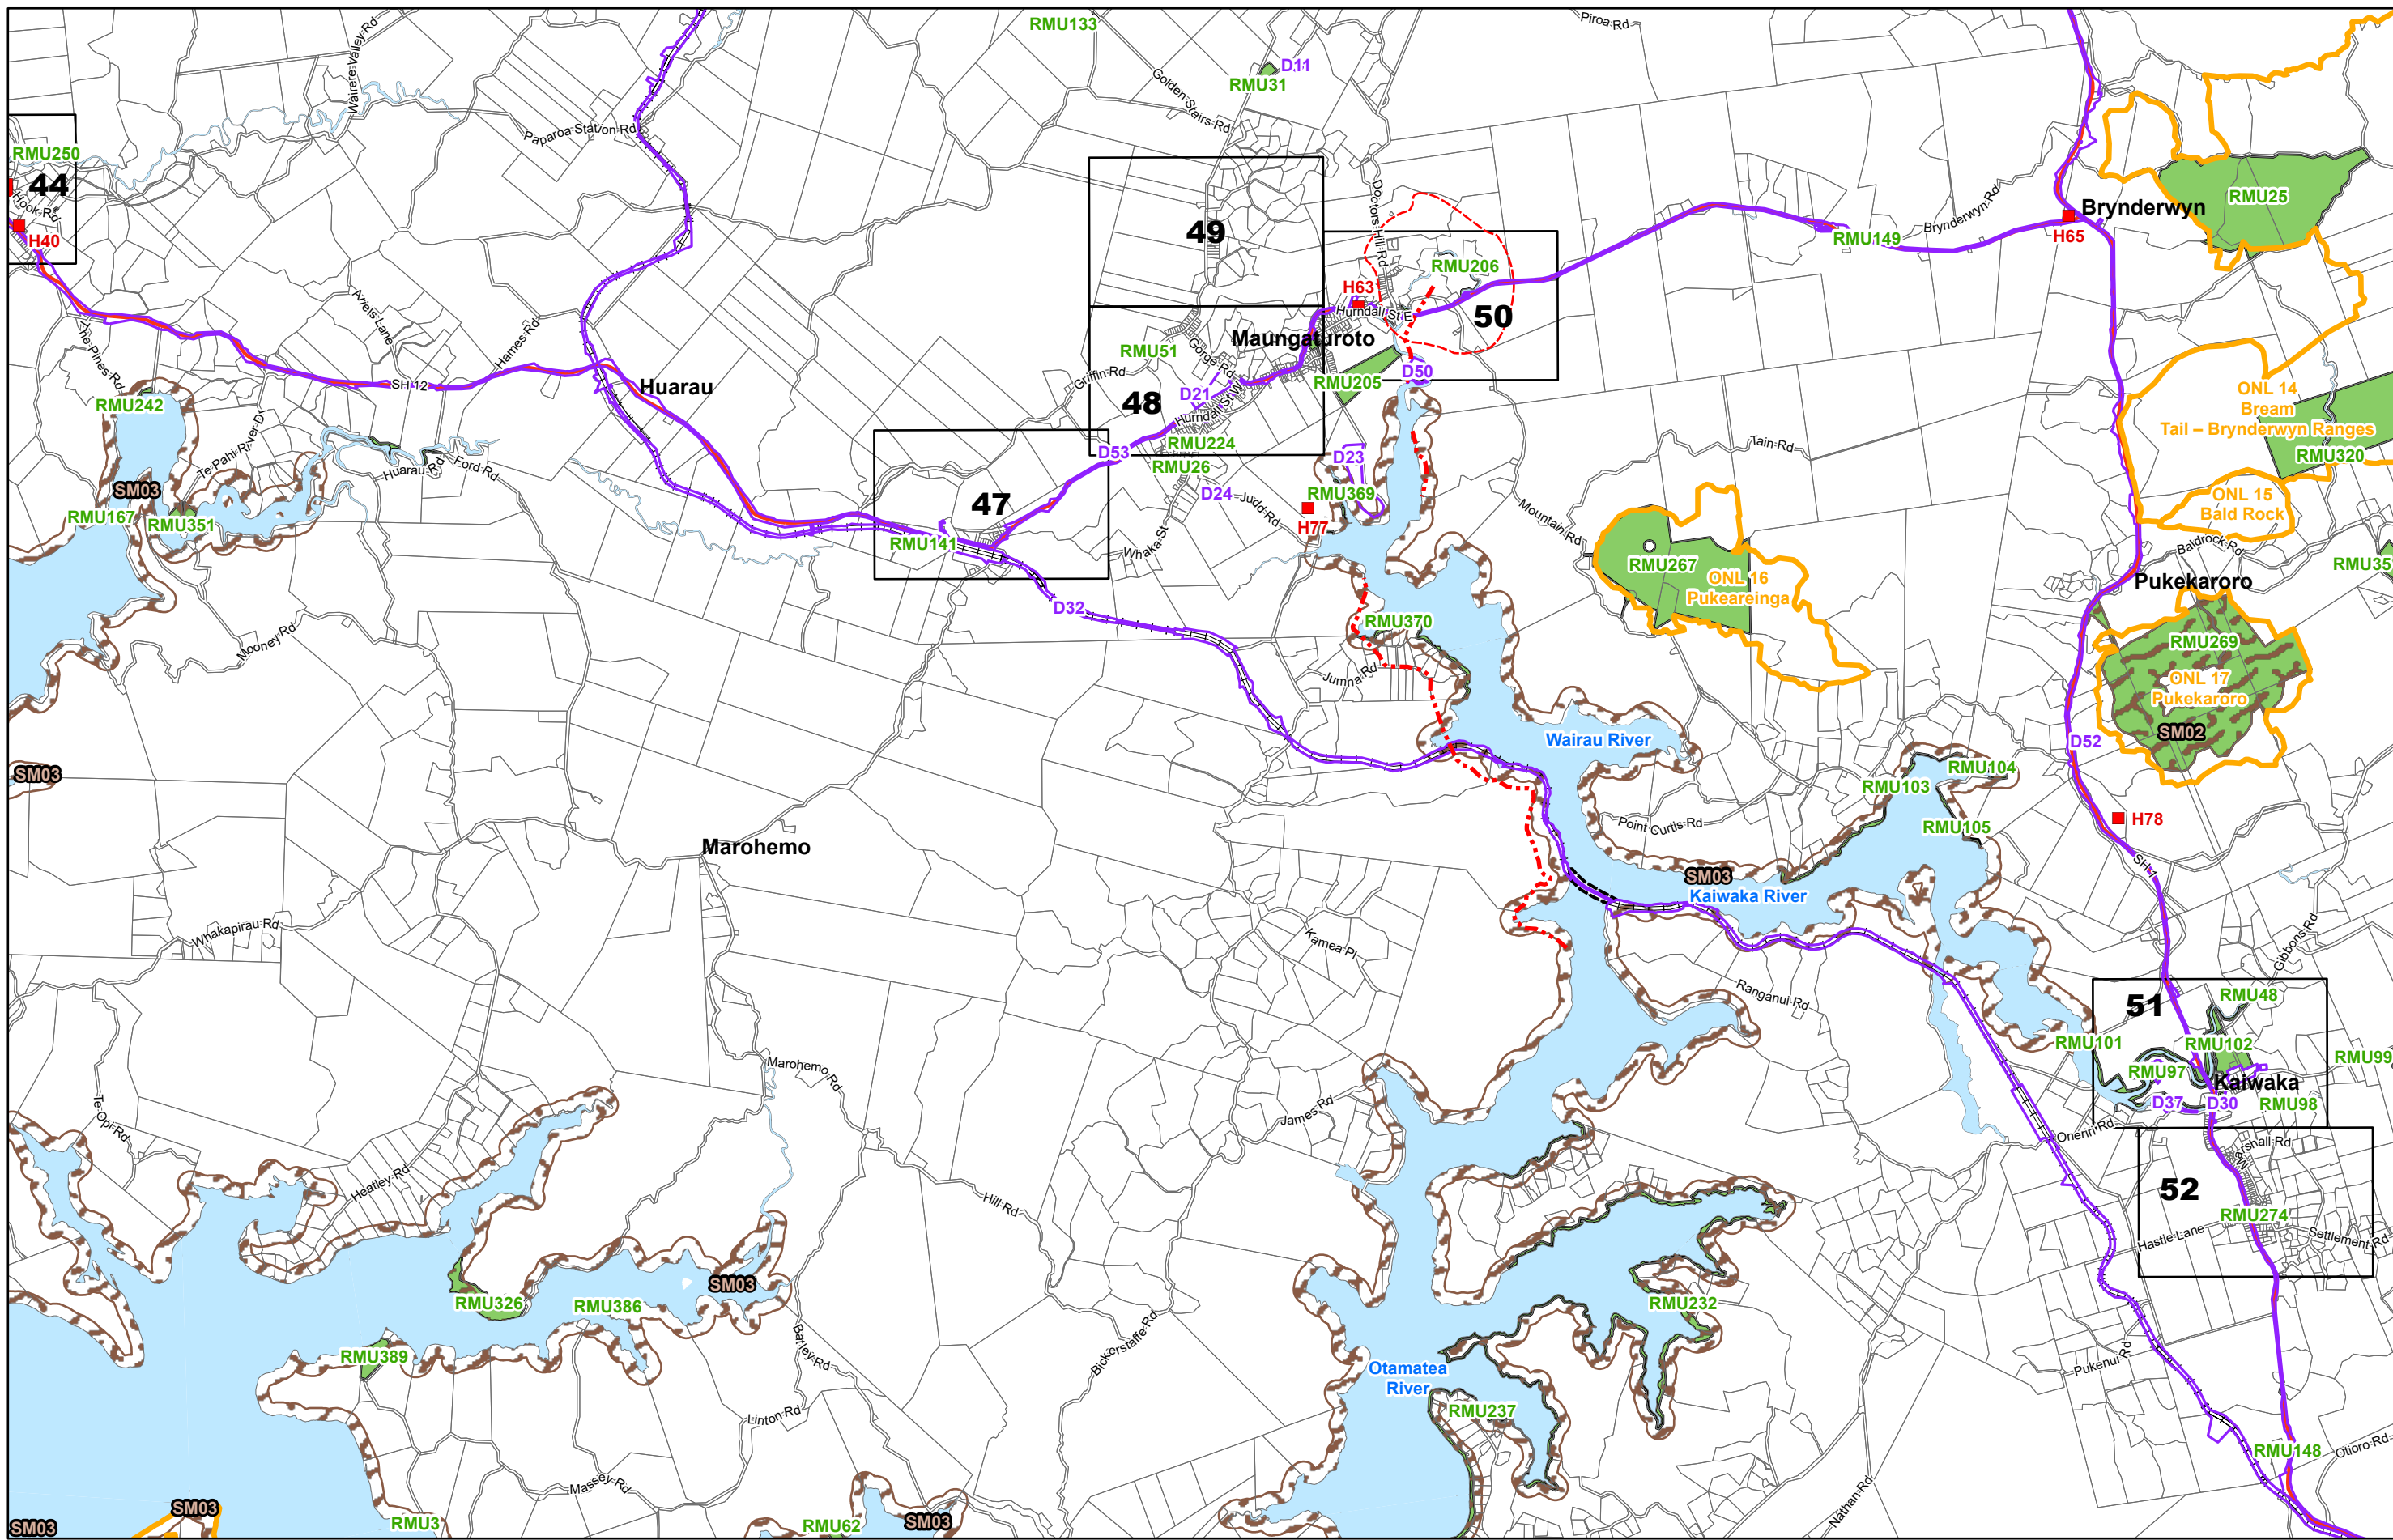 RMU133
Piroa Rd
Wairere Valley Rd
D11
RMU31
Golden Stairs Rd
Paparoa Station Rd
RMU250
44
Hook Rd
H40
Doctors Hill Rd
49
Brynderwyn Rd
Brynderwyn
RMU25
RMU149
H65
RMU206
H63
Hurndall St E
50
Ariels Lane
The Pines Rd
Hames Rd
SH 12
Huarau
Maungaturoto
RMU51
Gorge Rd
Griffin Rd
RMU205
D50
D21
48
Hurndall St W
RMU242
ONL 14
Bream
Tail – Brynderwyn Ranges
RMU320
Te Pahi River Dr
Huarau Rd
Ford Rd
RMU224
D53
RMU26
D23
Tain Rd
SM03
RMU167
RMU351
47
D24
Judd Rd
RMU369
H77
Mountain Rd
ONL 15
Bald Rock
Baldrock Rd
RMU141
Whaka St
RMU267
ONL 16
Pukeareinga
Pukekaroro
RMU35
D32
RMU370
Mooney Rd
Jumna Rd
RMU269
ONL 17
Pukekaroro
SM02
Wairau River
D52
SM03
RMU104
RMU103
Point Curtis Rd
RMU105
H78
Marohemo
SH 1
SM03
Kaiwaka River
Whakapirau Rd
Kamea Pl
Gibbons Rd
Ranganui Rd
51
RMU48
RMU101
RMU102
RMU99
Marohemo Rd
RMU97
Kaiwaka
D37
D30
RMU98
Te Opi Rd
James Rd
Oneriri Rd
Marshall Rd
Heatley Rd
Hill Rd
52
RMU274
Hastie Lane
Settlement Rd
SM03
RMU326
RMU386
RMU232
RMU389
Batley Rd
Bickerstaffe Rd
Pukenui Rd
Otamatea
River
Linton Rd
RMU237
RMU148
Otioro Rd
Massey Rd
Nathan Rd
SM03
SM03
RMU3
RMU62
SM03